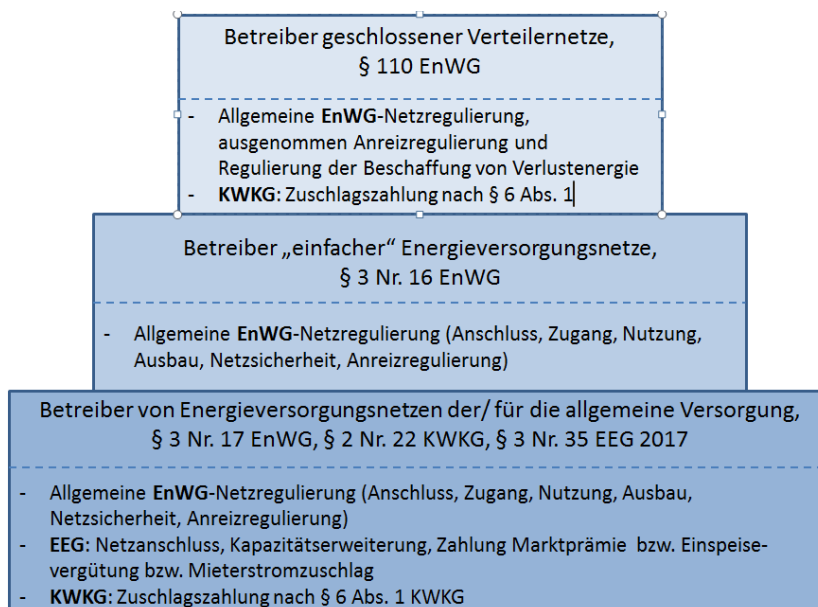 Betreiber geschlossener Verteilernetze,
§ 110 EnWG
- Allgemeine EnWG-Netzregulierung,
ausgenommen Anreizregulierung und
Regulierung der Beschaffung von Verlustenergie
- KWKG: Zuschlagszahlung nach § 6 Abs. 1
Betreiber „einfacher“ Energieversorgungsnetze,
§ 3 Nr. 16 EnWG
- Allgemeine EnWG-Netzregulierung (Anschluss, Zugang, Nutzung,
Ausbau, Netzsicherheit, Anreizregulierung)
Betreiber von Energieversorgungsnetzen der/ für die allgemeine Versorgung,
§ 3 Nr. 17 EnWG, § 2 Nr. 22 KWKG, § 3 Nr. 35 EEG 2017
- Allgemeine EnWG-Netzregulierung (Anschluss, Zugang, Nutzung, Ausbau,
Netzsicherheit, Anreizregulierung)
- EEG: Netzanschluss, Kapazitätserweiterung, Zahlung Marktprämie bzw. Einspeise-
vergütung bzw. Mieterstromzuschlag
- KWKG: Zuschlagszahlung nach § 6 Abs. 1 KWKG